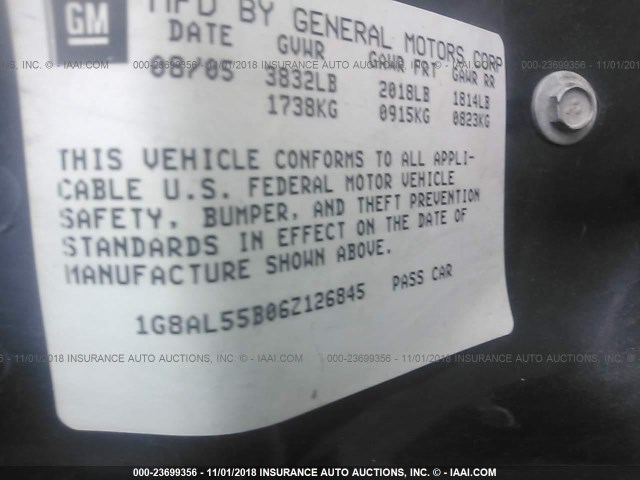 GM
MFD BY GENERAL MOTORS CORP
DATE GVWR GAWR FRT GAWR RR
08/05 3832LB 2018LB 1814LB
1738KG 0915KG 0823KG
THIS VEHICLE CONFORMS TO ALL APPLI-
CABLE U.S. FEDERAL MOTOR VEHICLE
SAFETY, BUMPER, AND THEFT PREVENTION
STANDARDS IN EFFECT ON THE DATE OF
MANUFACTURE SHOWN ABOVE.
1G8AL55B06Z126845 PASS CAR
000-23699356 - 11/01/2018 INSURANCE AUTO AUCTIONS, INC. - © IAAI.COM